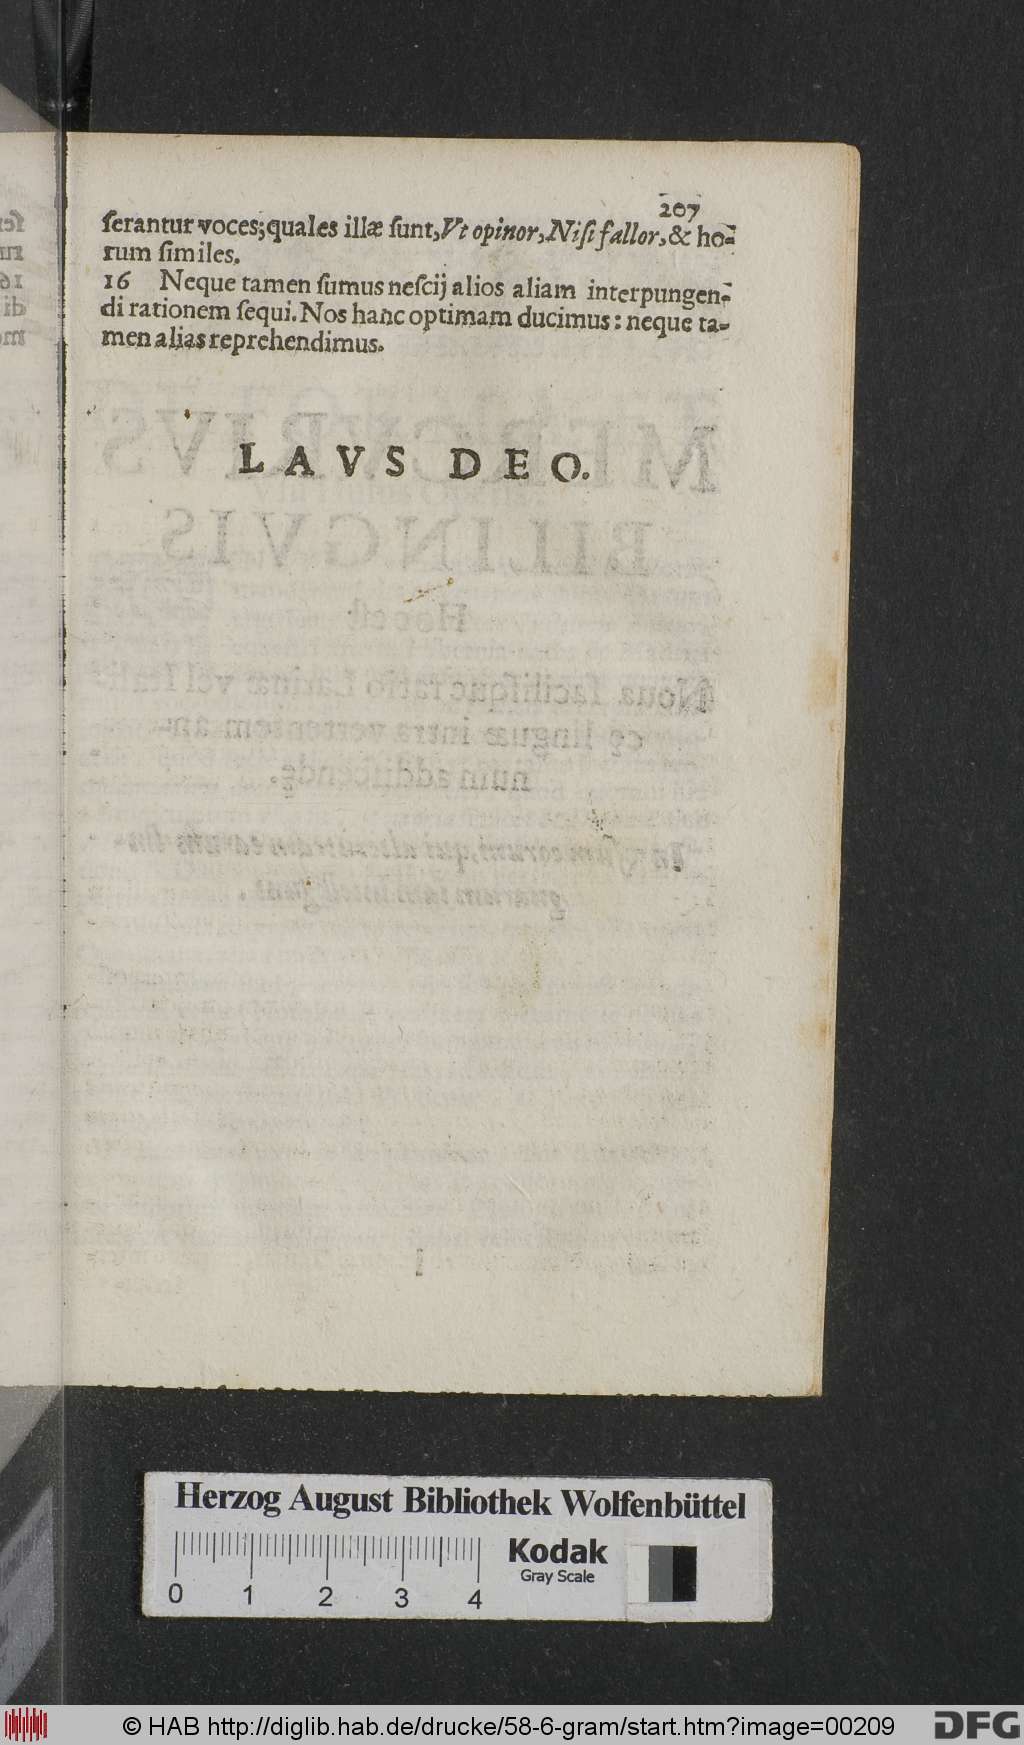 207
ſerantur voces; quales illæ ſunt, Vt opinor, Niſi fallor, & ho-
rum ſimiles.
16 Neque tamen ſumus neſcij alios aliam interpungen-
di rationem ſequi. Nos hanc optimam ducimus: neque ta-
men alias reprehendimus.
LAVS DEO.
Herzog August Bibliothek Wolfenbüttel
0 1 2 3 4
Kodak
Gray Scale
© HAB http://diglib.hab.de/drucke/58-6-gram/start.htm?image=00209
DFG